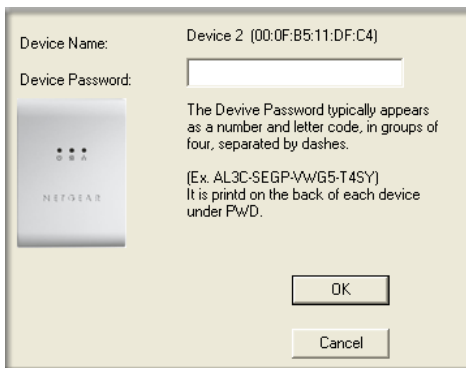 Device Name:
Device 2 (00:0F:B5:11:DF:C4)
Device Password:
The Devive Password typically appears
as a number and letter code, in groups of
four, separated by dashes.
(Ex. AL3C-SEGP-VWG5-T4SY)
It is printd on the back of each device
under PWD.
NETGEAR
OK
Cancel